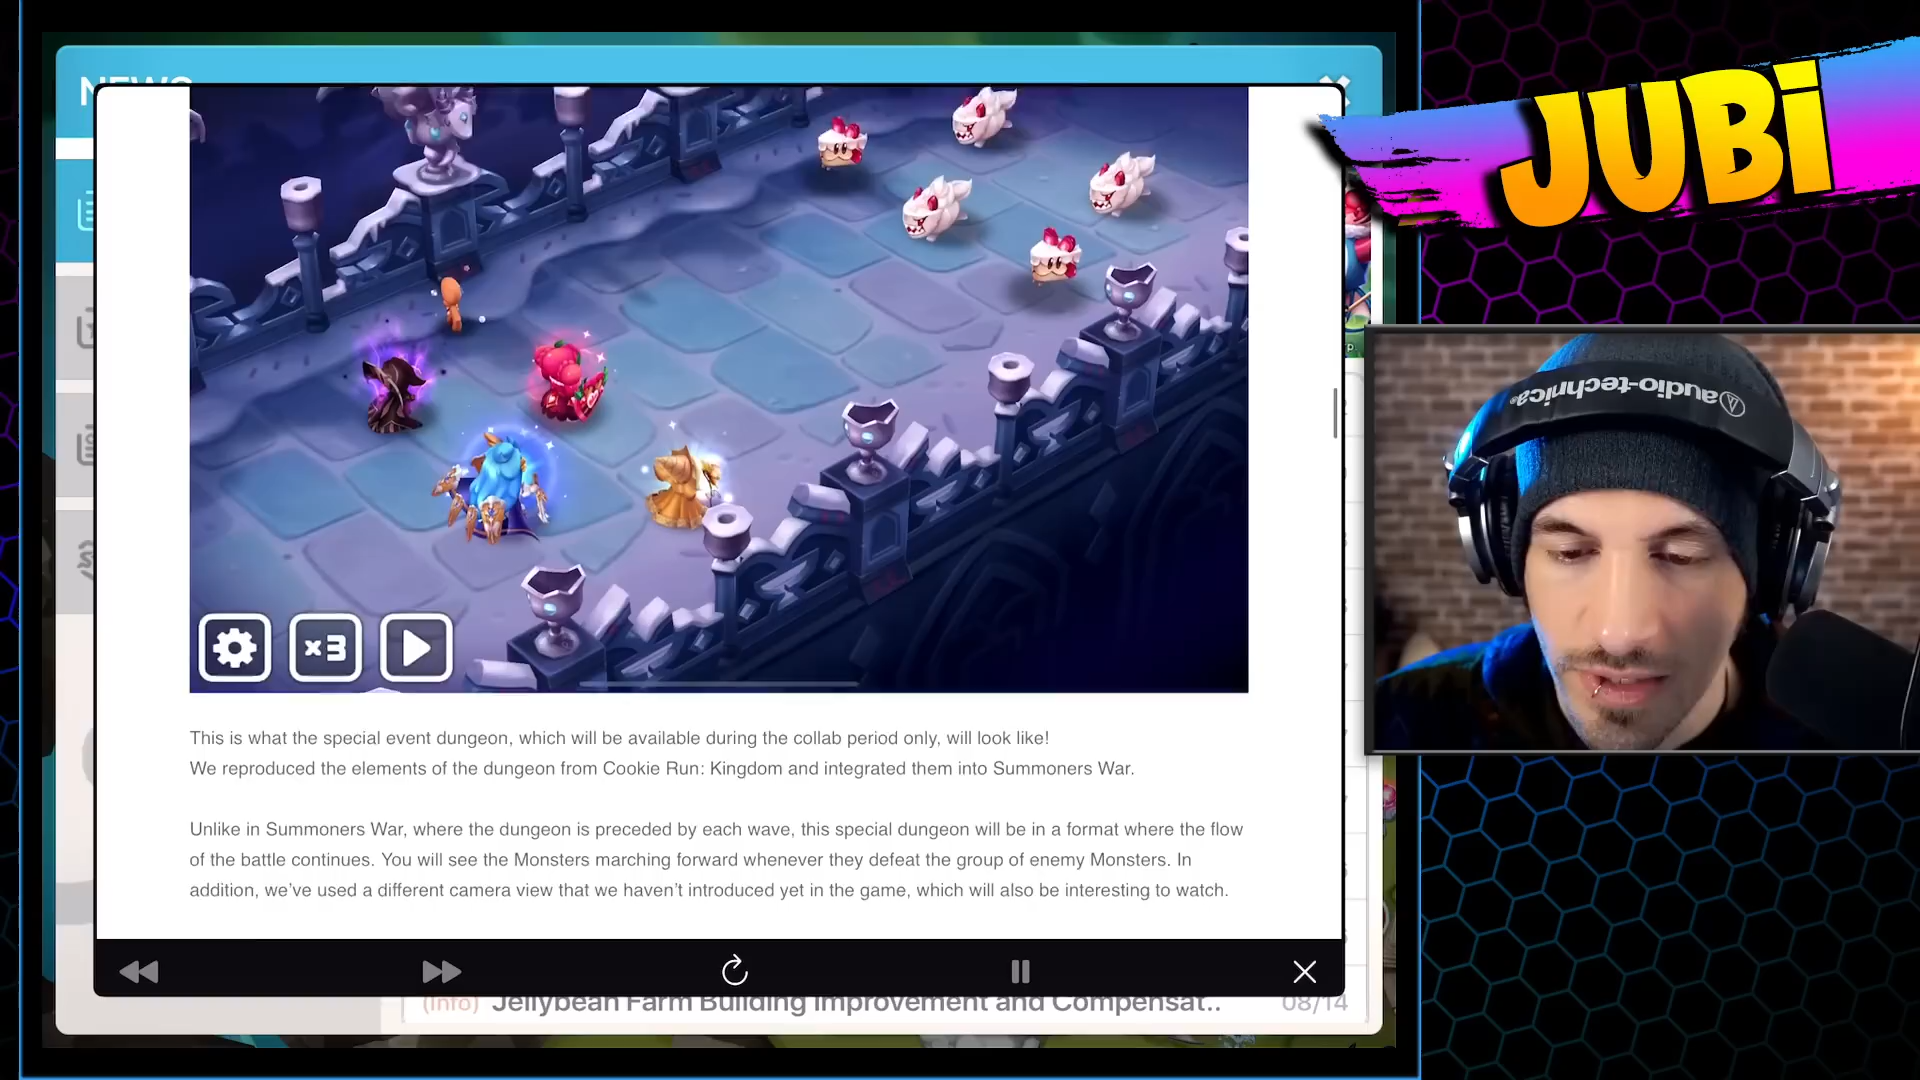 NEWS
JUBi
audio-technica
x3
This is what the special event dungeon, which will be available during the collab period only, will look like!
We reproduced the elements of the dungeon from Cookie Run: Kingdom and integrated them into Summoners War.
Unlike in Summoners War, where the dungeon is preceded by each wave, this special dungeon will be in a format where the flow
of the battle continues. You will see the Monsters marching forward whenever they defeat the group of enemy Monsters. In
addition, we've used a different camera view that we haven't introduced yet in the game, which will also be interesting to watch.
(Info) Jellybean Farm Building Improvement and Compensat.. 08/14